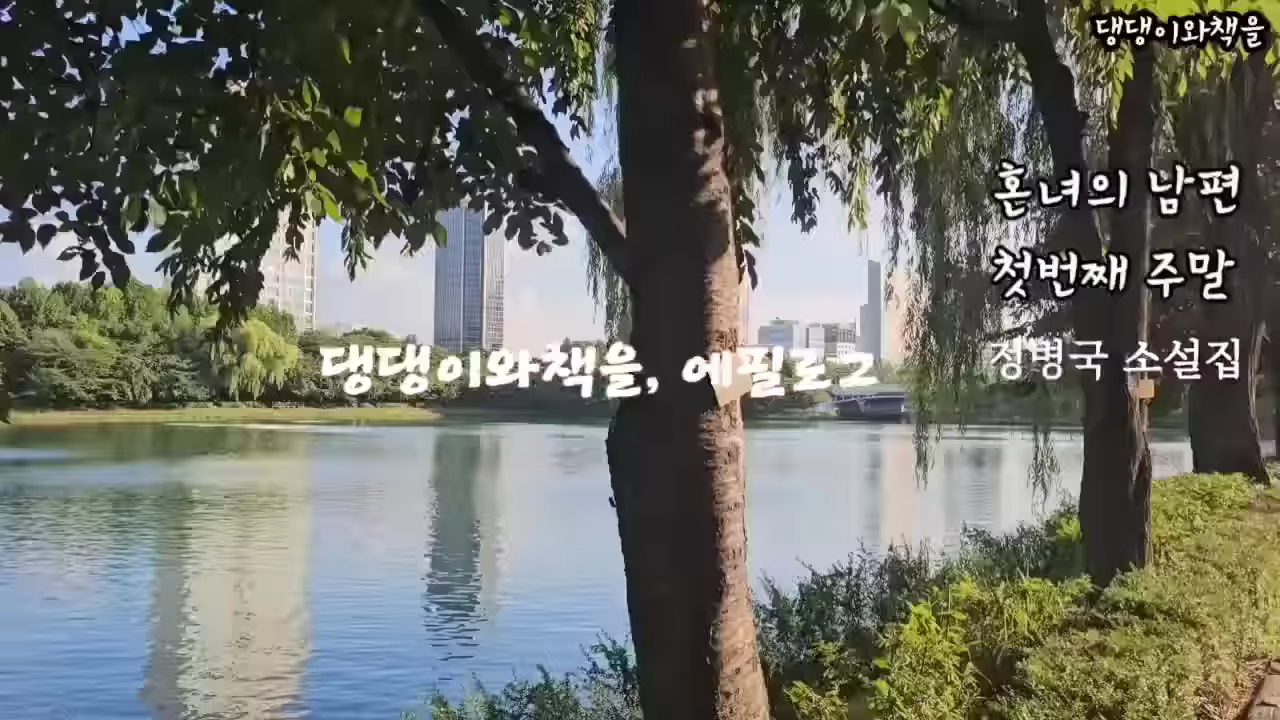 댕댕이와책을
혼녀의 남편
첫번째 주말
정병국 소설집
댕댕이와책을, 에필로그